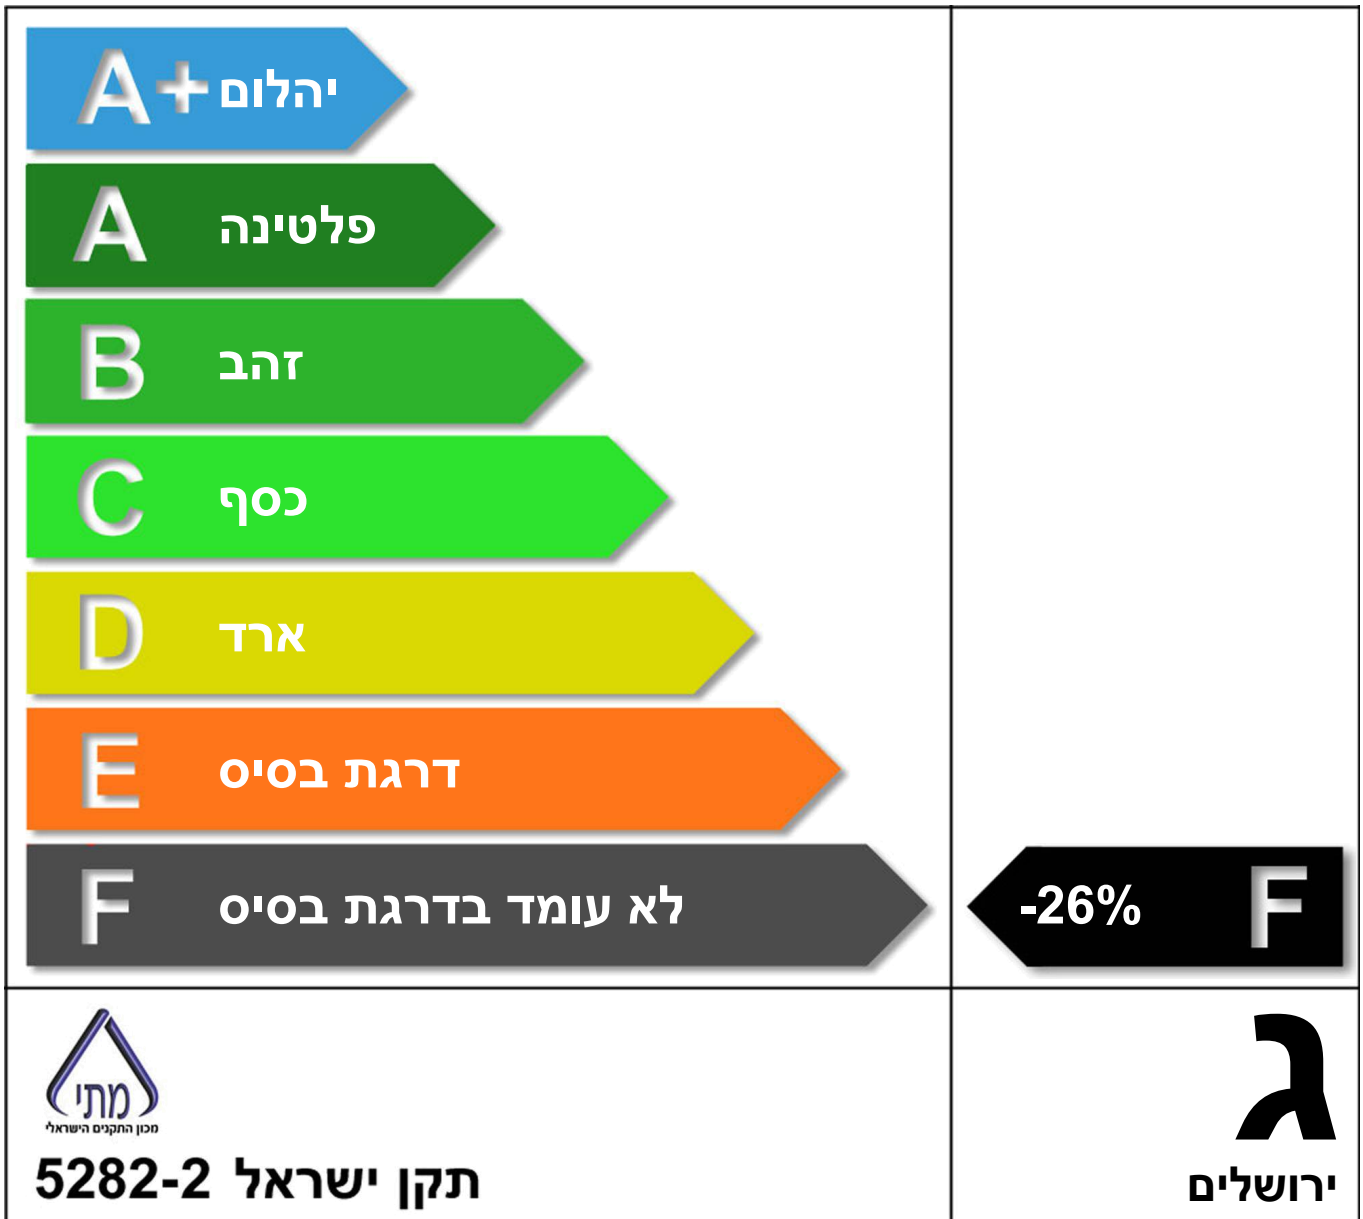 A+ יהלום
A פלטינה
B זהב
C כסף
D ארד
E דרגת בסיס
F לא עומד בדרגת בסיס
-26% F
מתי
מכון התקנים הישראלי
תקן ישראל 5282-2
ג
ירושלים